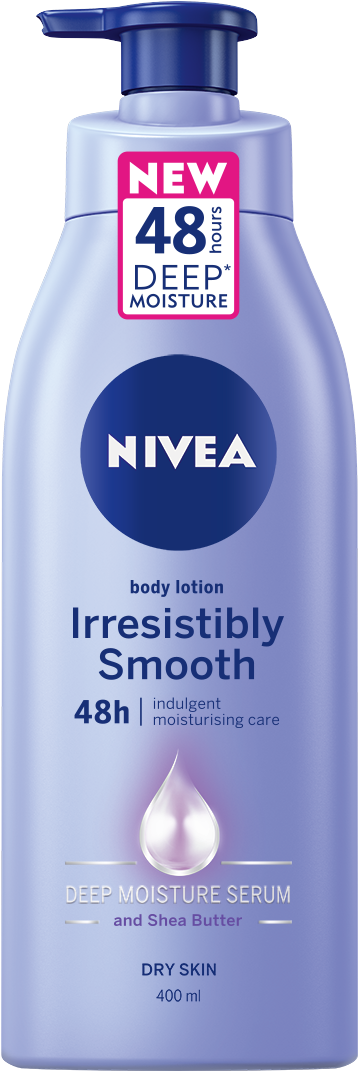 NEW
48 hours
DEEP*
MOISTURE
NIVEA
body lotion
Irresistibly
Smooth
48h | indulgent
moisturising care
DEEP MOISTURE SERUM
and Shea Butter
DRY SKIN
400 ml